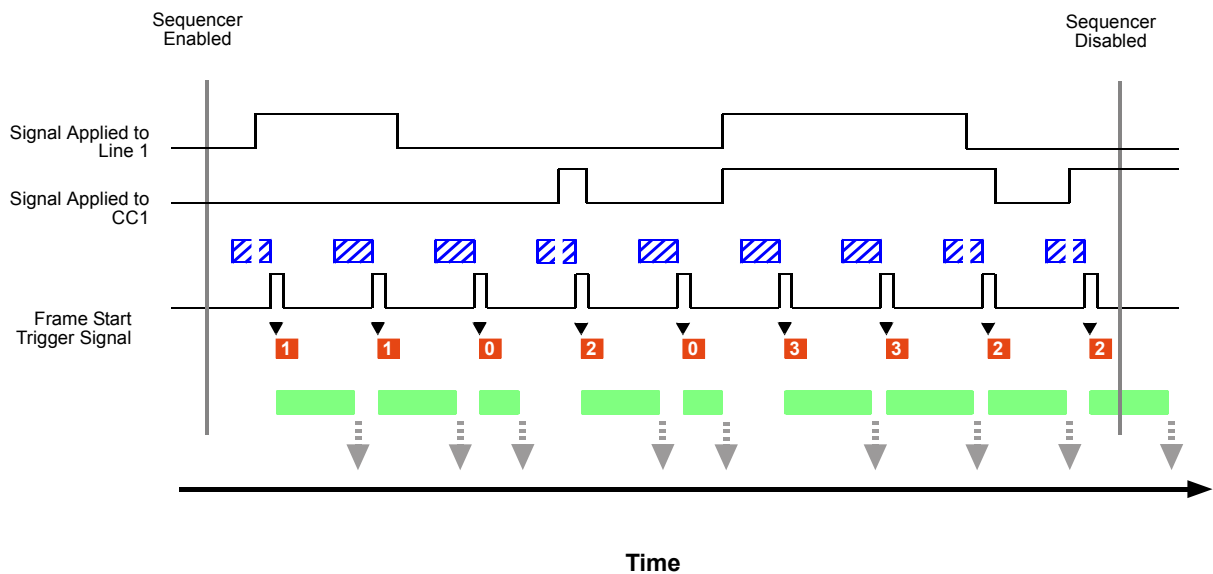 Sequencer
Enabled
Sequencer
Disabled
Signal Applied to
Line 1
Signal Applied to
CC1
Frame Start
Trigger Signal
1 1 0 2 0 3 3 2 2
Time